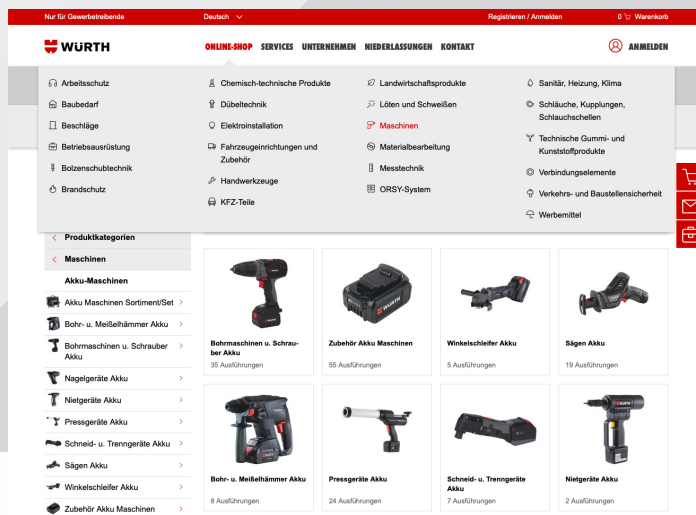 Nur für Gewerbetreibende
Deutsch
Registrieren / Anmelden
0
Warenkorb
WÜRTH
ONLINE-SHOP
SERVICES
UNTERNEHMEN
NIEDERLASSUNGEN
KONTAKT
ANMELDEN
Arbeitsschutz
Baubedarf
Beschläge
Betriebsausrüstung
Bolzenschubtechnik
Brandschutz
Chemisch-technische Produkte
Dübeltechnik
Elektroinstallation
Fahrzeugeinrichtungen und
Zubehör
Handwerkzeuge
KFZ-Teile
Landwirtschaftsprodukte
Löten und Schweißen
Maschinen
Materialbearbeitung
Messtechnik
ORSY-System
Sanitär, Heizung, Klima
Schläuche, Kupplungen,
Schlauchschellen
Technische Gummi- und
Kunststoffprodukte
Verbindungselemente
Verkehrs- und Baustellensicherheit
Werbemittel
Produktkategorien
Maschinen
Akku-Maschinen
Akku Maschinen Sortiment/Set
Bohr- u. Meißelhämmer Akku
Bohrmaschinen u. Schrauber
Akku
Nagelgeräte Akku
Nietgeräte Akku
Pressgeräte Akku
Schneid- u. Trenngeräte Akku
Sägen Akku
Winkelschleifer Akku
Zubehör Akku Maschinen
Bohrmaschinen u. Schrau-
ber Akku
35 Ausführungen
WÜRTH
Zubehör Akku Maschinen
55 Ausführungen
Winkelschleifer Akku
5 Ausführungen
Sägen Akku
19 Ausführungen
Bohr- u. Meißelhämmer Akku
8 Ausführungen
Pressgeräte Akku
24 Ausführungen
Schneid- u. Trenngeräte
Akku
7 Ausführungen
WÜRTH
Nietgeräte Akku
2 Ausführungen